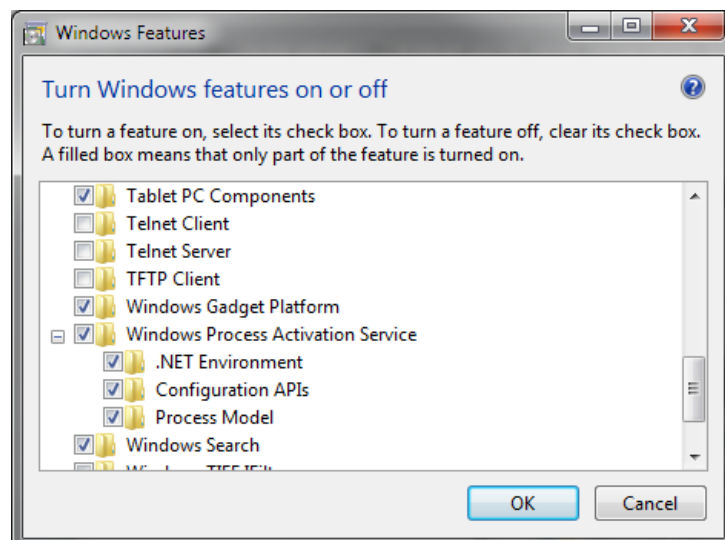 Windows Features
Turn Windows features on or off
To turn a feature on, select its check box. To turn a feature off, clear its check box.
A filled box means that only part of the feature is turned on.
Tablet PC Components
Telnet Client
Telnet Server
TFTP Client
Windows Gadget Platform
Windows Process Activation Service
.NET Environment
Configuration APIs
Process Model
Windows Search
OK Cancel